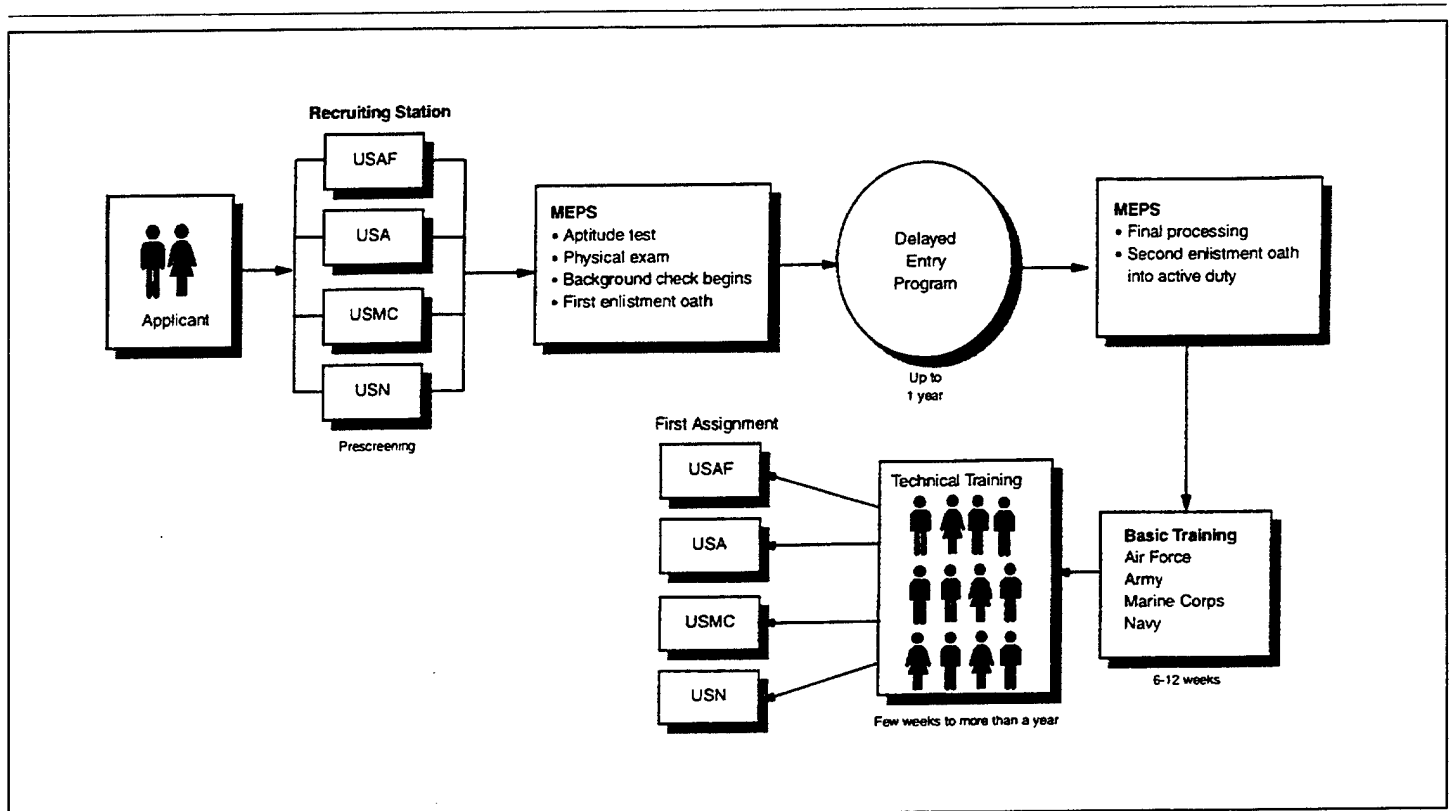 Recruiting Station
USAF
USA
USMC
USN
Prescreening
Applicant
MEPS
• Aptitude test
• Physical exam
• Background check begins
• First enlistment oath
Delayed
Entry
Program
Up to
1 year
MEPS
• Final processing
• Second enlistment oath
into active duty
Basic Training
Air Force
Army
Marine Corps
Navy
6-12 weeks
Technical Training
Few weeks to more than a year
First Assignment
USAF
USA
USMC
USN